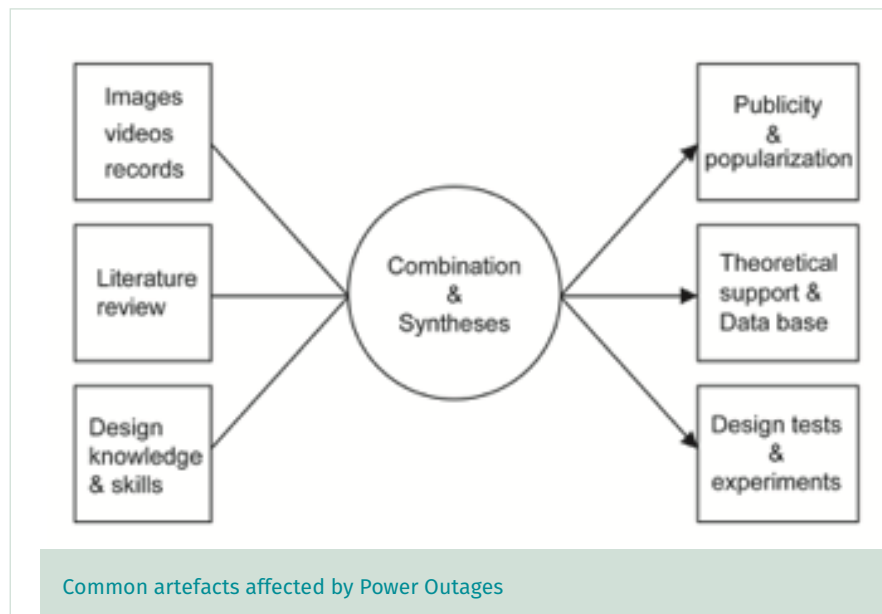 Images
videos
records
Literature
review
Design
knowledge
& skills
Combination
&
Syntheses
Publicity
&
popularization
Theoretical
support &
Data base
Design tests
&
experiments
Common artefacts affected by Power Outages